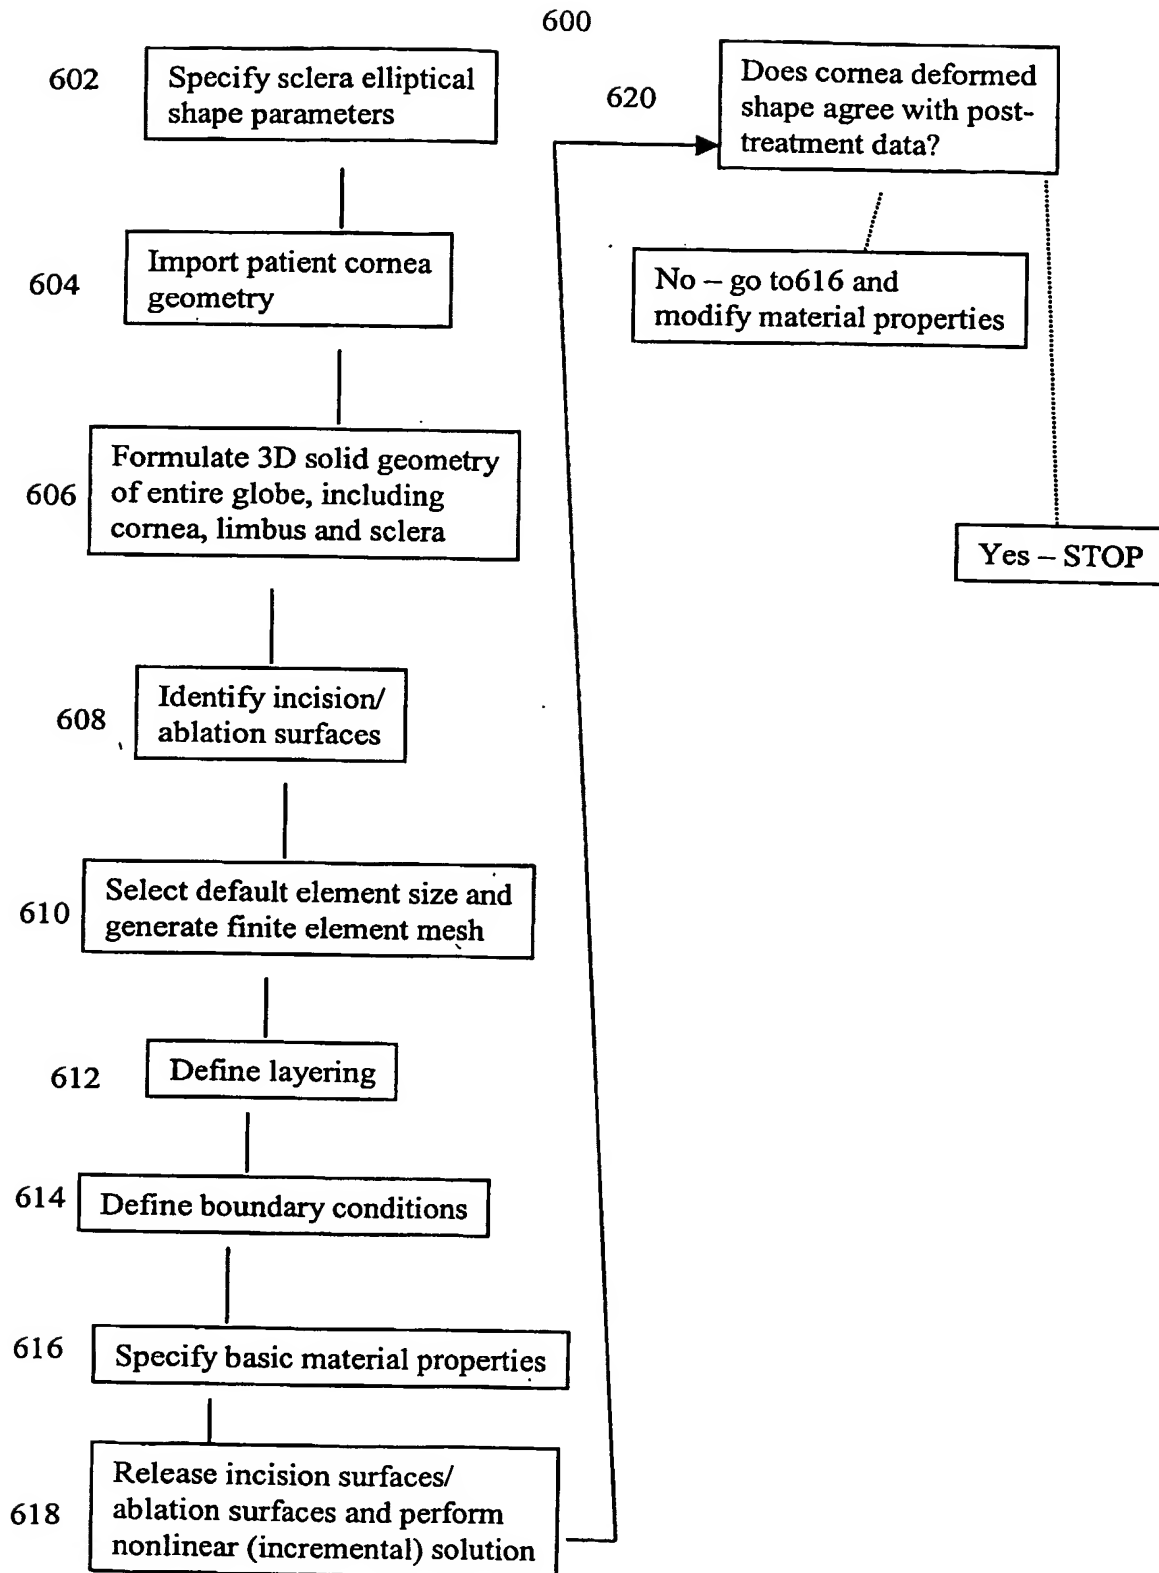 600
602
Specify sclera elliptical
shape parameters
604
Import patient cornea
geometry
606
Formulate 3D solid geometry
of entire globe, including
cornea, limbus and sclera
608
Identify incision/
ablation surfaces
610
Select default element size and
generate finite element mesh
612
Define layering
614
Define boundary conditions
616
Specify basic material properties
618
Release incision surfaces/
ablation surfaces and perform
nonlinear (incremental) solution
620
Does cornea deformed
shape agree with post-
treatment data?
No – go to616 and
modify material properties
Yes – STOP